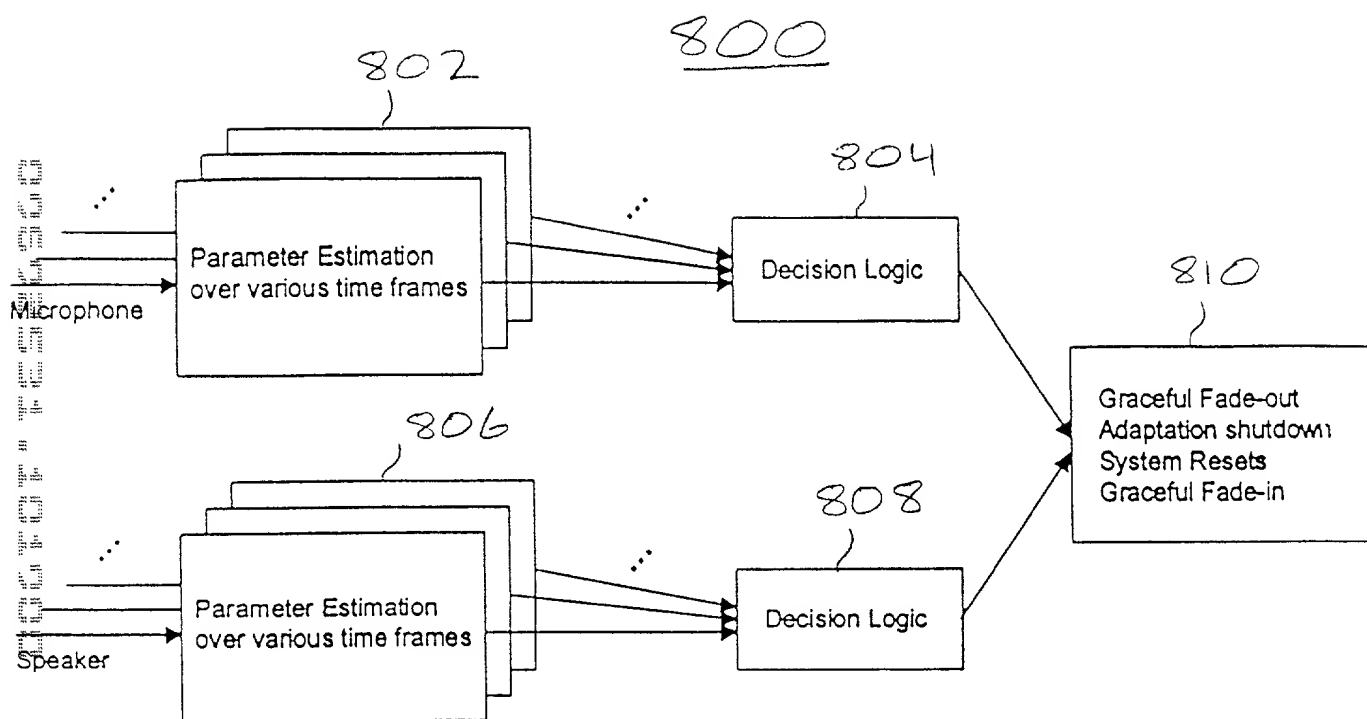 800
802
804
Parameter Estimation
over various time frames
Decision Logic
Microphone
810
Graceful Fade-out
Adaptation shutdown
System Resets
Graceful Fade-in
806
808
Parameter Estimation
over various time frames
Decision Logic
Speaker